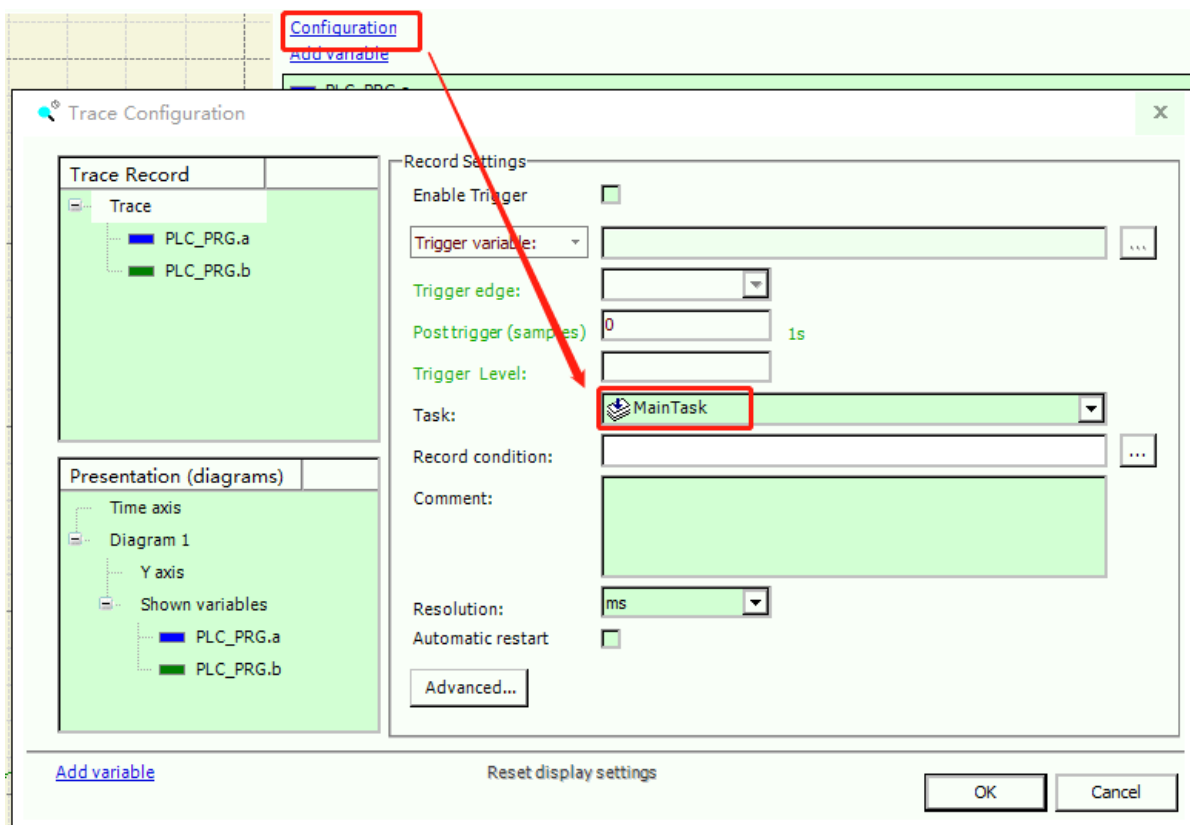 Configuration
Add variable
PLC_PRG.a
Trace Configuration
Trace Record
Trace
PLC_PRG.a
PLC_PRG.b
Presentation (diagrams)
Time axis
Diagram 1
Y axis
Shown variables
PLC_PRG.a
PLC_PRG.b
Record Settings
Enable Trigger
Trigger variable: ...
Trigger edge:
Post trigger (samples) 0 1s
Trigger Level:
Task: MainTask
Record condition: ...
Comment:
Resolution: ms
Automatic restart
Advanced...
Add variable
Reset display settings
OK Cancel